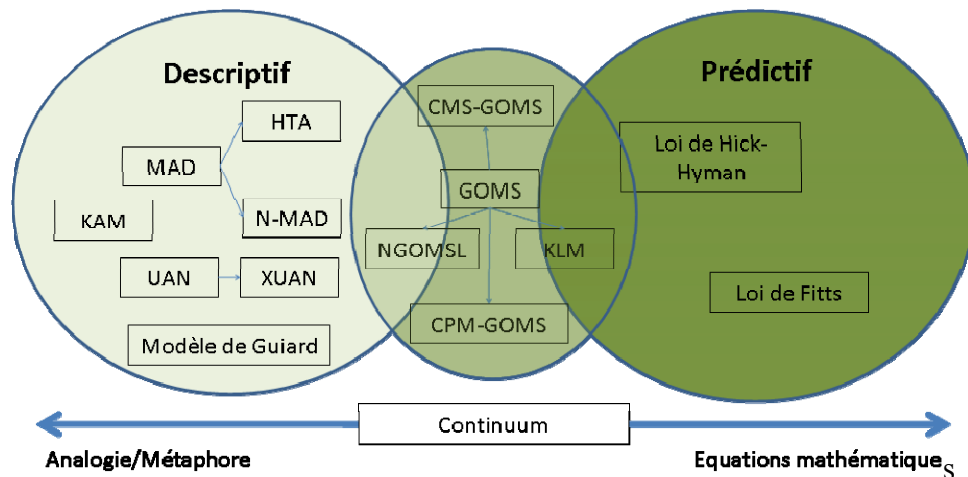 Descriptif
Prédictif
CMS-GOMS
HTA
Loi de Hick-
Hyman
MAD
GOMS
KAM
N-MAD
NGOMSL
KLM
UAN
XUAN
Loi de Fitts
CPM-GOMS
Modèle de Guiard
Continuum
Analogie/Métaphore
Equations mathématiques